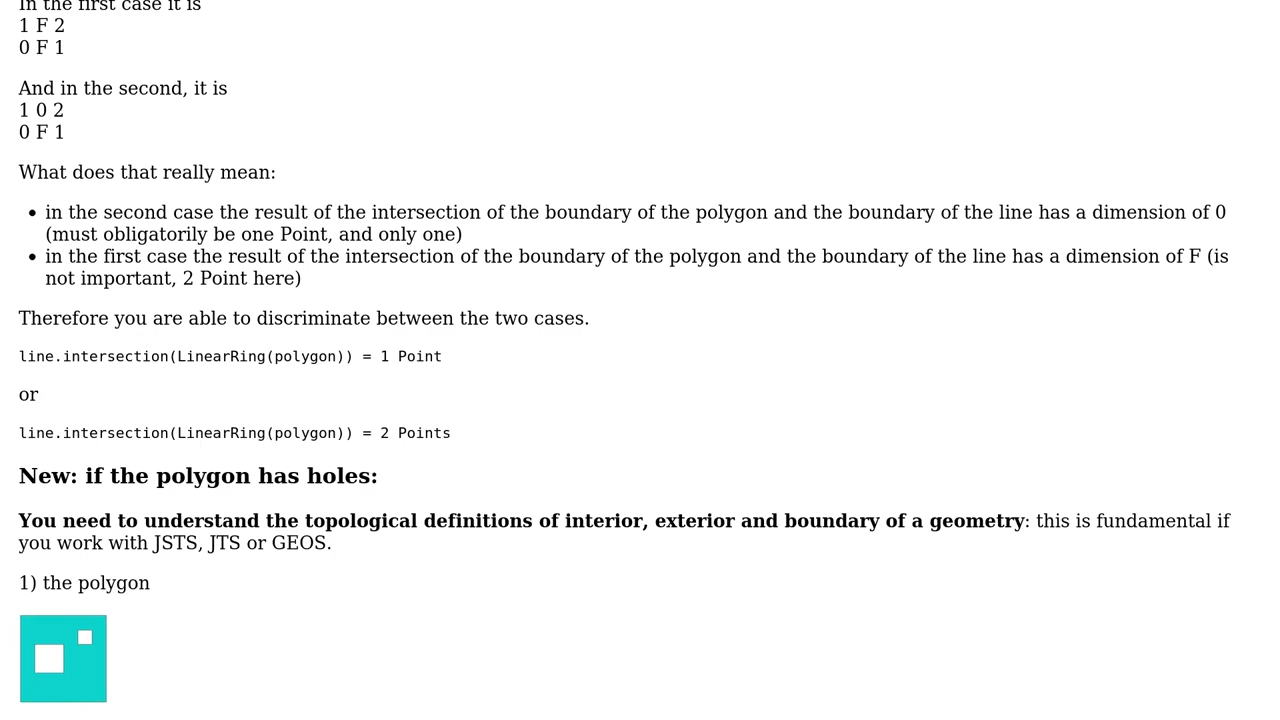 In the first case it is
1 F 2
0 F 1
And in the second, it is
1 0 2
0 F 1
What does that really mean:
• in the second case the result of the intersection of the boundary of the polygon and the boundary of the line has a dimension of 0
(must obligatorily be one Point, and only one)
• in the first case the result of the intersection of the boundary of the polygon and the boundary of the line has a dimension of F (is
not important, 2 Point here)
Therefore you are able to discriminate between the two cases.
line.intersection(LinearRing(polygon)) = 1 Point
or
line.intersection(LinearRing(polygon)) = 2 Points
New: if the polygon has holes:
You need to understand the topological definitions of interior, exterior and boundary of a geometry: this is fundamental if
you work with JSTS, JTS or GEOS.
1) the polygon